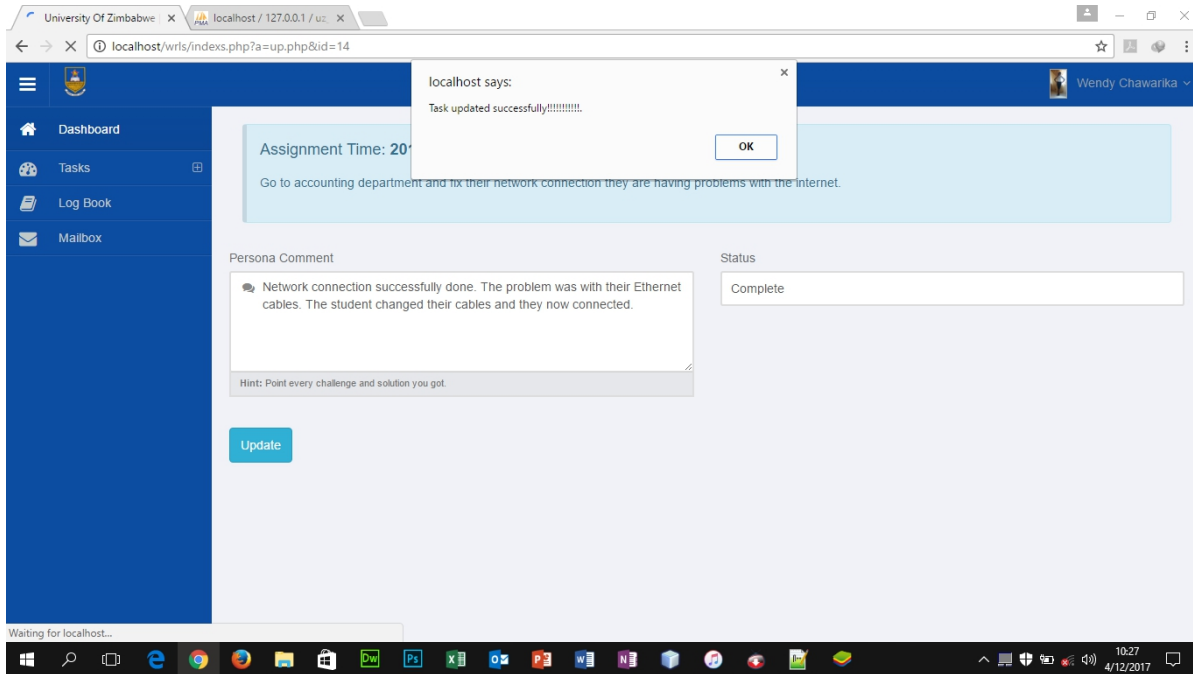 University Of Zimbabwe
localhost / 127.0.0.1 / uz_
localhost/wrls/indexs.php?a=up.php&id=14
localhost says:
Task updated successfully!!!!!!!!!!!.
OK
Wendy Chawarika
Dashboard
Tasks
Log Book
Mailbox
Assignment Time: 201
Go to accounting department and fix their network connection they are having problems with the internet.
Persona Comment
Network connection successfully done. The problem was with their Ethernet
cables. The student changed their cables and they now connected.
Hint: Point every challenge and solution you got.
Status
Complete
Update
Waiting for localhost...
10:27
4/12/2017